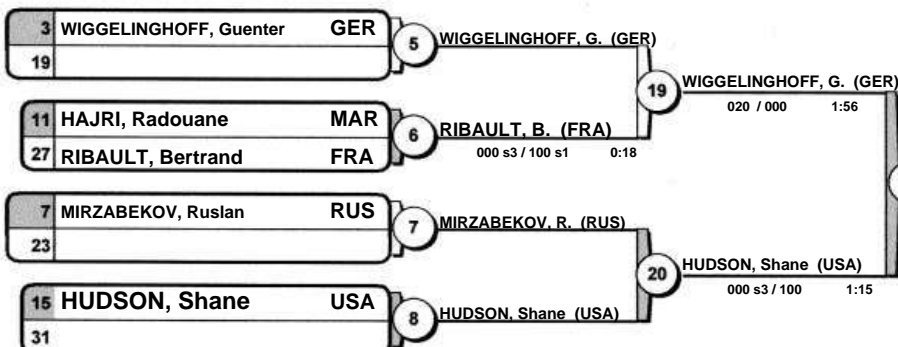 3 WIGGELINGHOFF, Guenter GER
19
5
WIGGELINGHOFF, G. (GER)
11 HAJRI, Radouane MAR
27 RIBAULT, Bertrand FRA
6
RIBAULT, B. (FRA)
000 s3 / 100 s1 0:18
19
WIGGELINGHOFF, G. (GER)
020 / 000 1:56
7 MIRZABEKOV, Ruslan RUS
23
7
MIRZABEKOV, R. (RUS)
15 HUDSON, Shane USA
31
8
HUDSON, Shane (USA)
20
HUDSON, Shane (USA)
000 s3 / 100 1:15